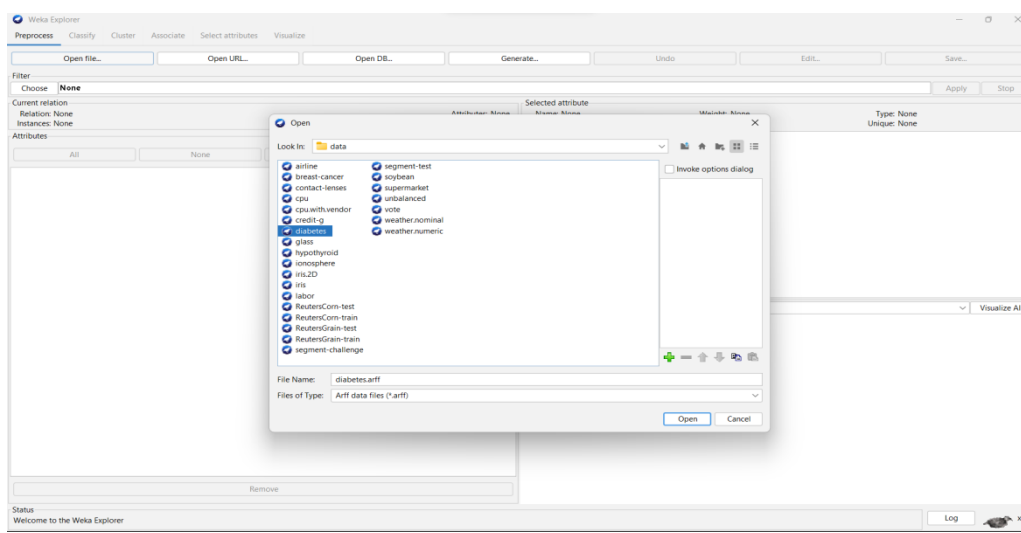 Weka Explorer
Preprocess Classify Cluster Associate Select attributes Visualize
Open file... Open URL... Open DB... Generate... Undo Edit... Save...
Filter
Choose None Apply Stop
Current relation
Relation: None Attributes: None
Instances: None
Selected attribute
Name: None Weight: None Type: None
Unique: None
Attributes
All None
Open
Look In: data
airline
breast-cancer
contact-lenses
cpu
cpu.with.vendor
credit-g
diabetes
glass
hypothyroid
ionosphere
iris.2D
iris
labor
ReutersCorn-test
ReutersCorn-train
ReutersGrain-test
ReutersGrain-train
segment-challenge
segment-test
soybean
supermarket
unbalanced
vote
weather.nominal
weather.numeric
Invoke options dialog
File Name: diabetes.arff
Files of Type: Arff data files (*.arff)
Open Cancel
Visualize Al
Remove
Status
Welcome to the Weka Explorer
Log x